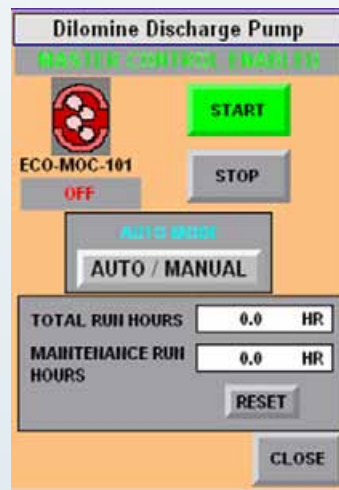 Dilomine Discharge Pump
MASTER CONTROL ENABLED
START
ECO-MOC-101
OFF
STOP
AUTO MODE
AUTO / MANUAL
TOTAL RUN HOURS 0.0 HR
MAINTENANCE RUN HOURS 0.0 HR
RESET
CLOSE